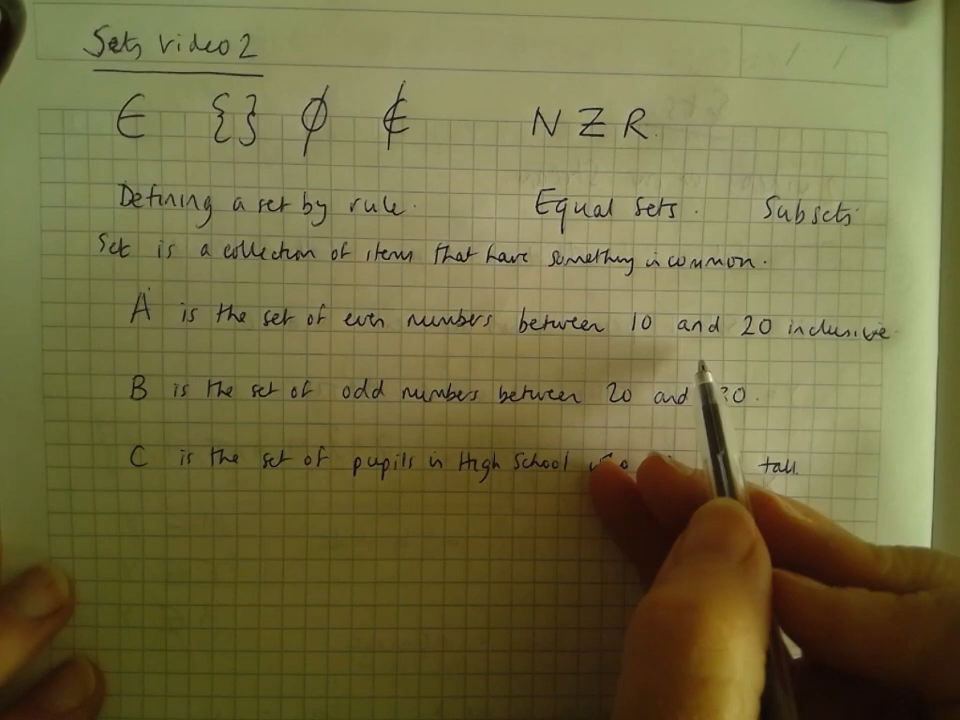 Sets video 2
∈ {} ϕ ∉ N Z R
Defining a set by rule. Equal sets. Subsets
Set is a collection of items that have something in common.
A is the set of even numbers between 10 and 20 inclusive
B is the set of odd numbers between 20 and
C is the set of pupils in High School tall